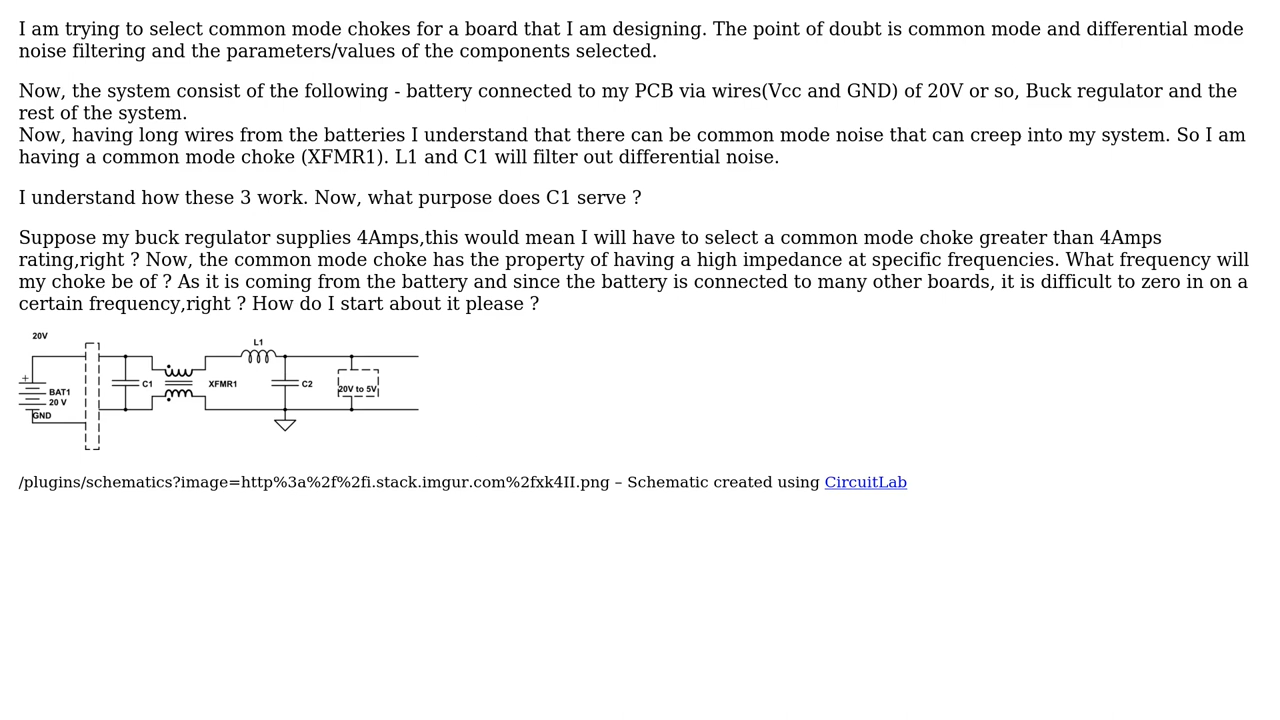 I am trying to select common mode chokes for a board that I am designing. The point of doubt is common mode and differential mode
noise filtering and the parameters/values of the components selected.
Now, the system consist of the following - battery connected to my PCB via wires(Vcc and GND) of 20V or so, Buck regulator and the
rest of the system.
Now, having long wires from the batteries I understand that there can be common mode noise that can creep into my system. So I am
having a common mode choke (XFMR1). L1 and C1 will filter out differential noise.
I understand how these 3 work. Now, what purpose does C1 serve ?
Suppose my buck regulator supplies 4Amps,this would mean I will have to select a common mode choke greater than 4Amps
rating,right ? Now, the common mode choke has the property of having a high impedance at specific frequencies. What frequency will
my choke be of ? As it is coming from the battery and since the battery is connected to many other boards, it is difficult to zero in on a
certain frequency,right ? How do I start about it please ?
20V
L1
+
C1
XFMR1
C2
20V to 5V
BAT1
20 V
GND
/plugins/schematics?image=http%3a%2f%2fi.stack.imgur.com%2fxk4II.png – Schematic created using CircuitLab